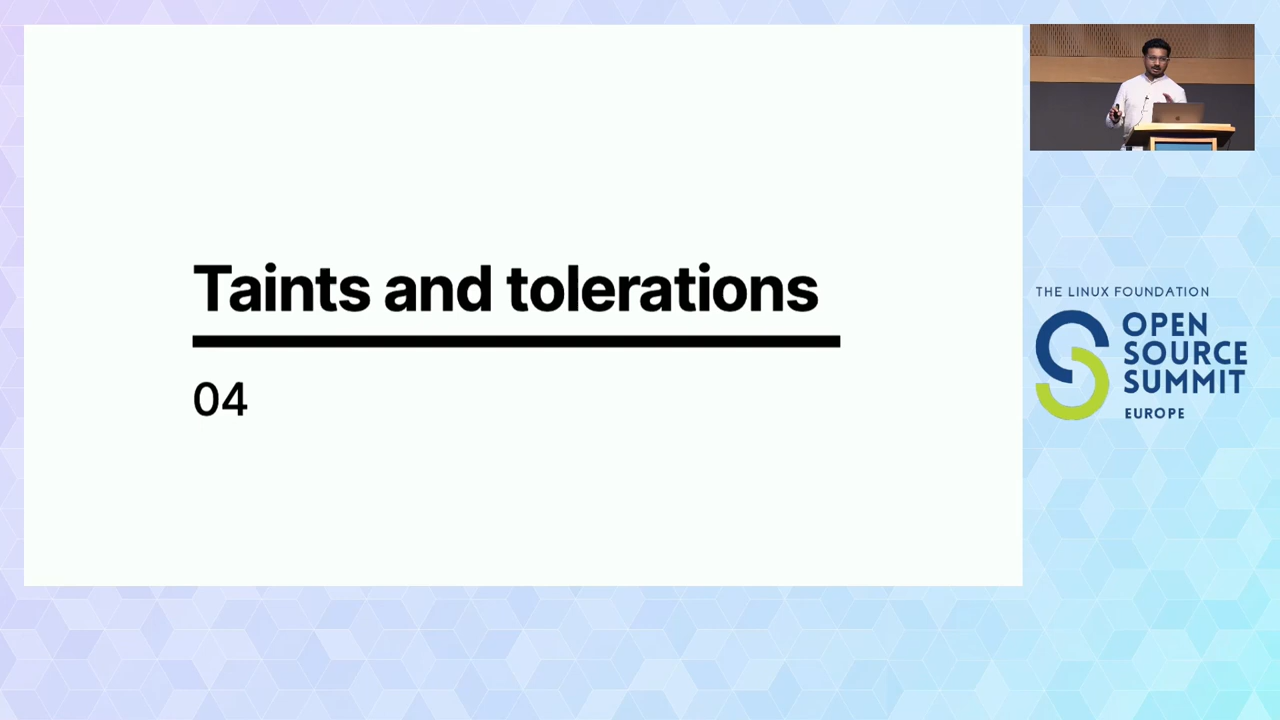 Taints and tolerations
04
THE LINUX FOUNDATION
OPEN
SOURCE
SUMMIT
EUROPE